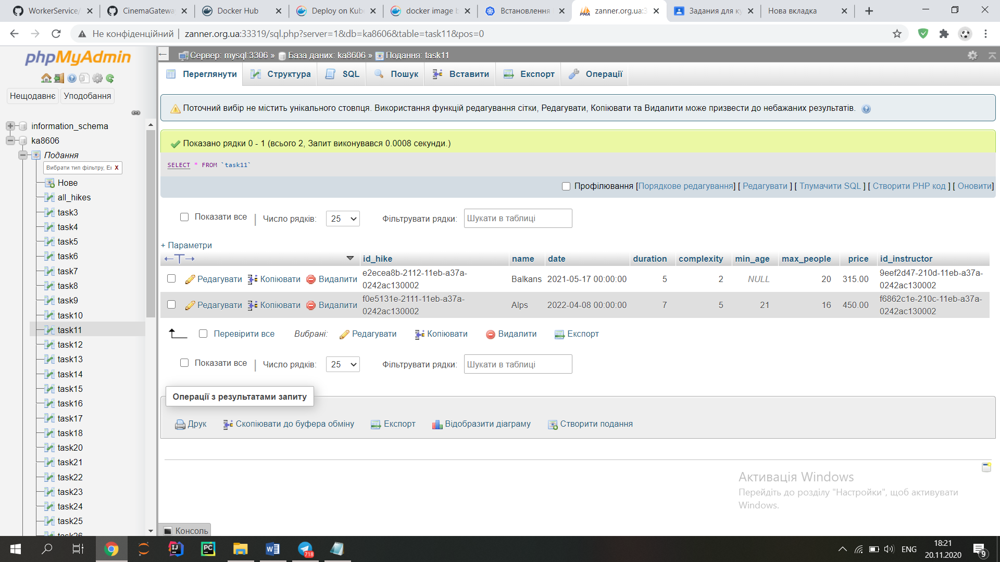 WorkerService/
CinemaGateway
Docker Hub
Deploy on Kub
docker image b
Встановлення
zanner.org.ua:3
Задания для ку
Нова вкладка
Не конфіденційний
zanner.org.ua:33319/sql.php?server=1&db=ka8606&table=task11&pos=0
phpMyAdmin
Нещодавнє
Уподобання
information_schema
ka8606
Подання
Вибрати тип фільтру, Er X
Нове
all_hikes
task3
task4
task5
task6
task7
task8
task9
task10
task11
task12
task13
task14
task15
task16
task17
task18
task20
task21
task22
task23
task24
task25
task26
Сервер: mysql:3306 » База даних: ka8606 » Подання: task11
Переглянути
Структура
SQL
Пошук
Вставити
Експорт
Операції
Поточний вибір не містить унікального стовпця. Використання функцій редагування сітки, Редагувати, Копіювати та Видалити може призвести до небажаних результатів.
Показано рядки 0 - 1 (всього 2, Запит виконувався 0.0008 секунди.)
SELECT * FROM `task11`
Профілювання [Порядкове редагування] [ Редагувати ] [ Тлумачити SQL ] [ Створити PHP код ] [ Оновити]
Показати все | Число рядків: 25 Фільтрувати рядки: Шукати в таблиці
+ Параметри
←T→ id_hike name date duration complexity min_age max_people price id_instructor
Редагувати Копіювати Видалити e2ecea8b-2112-11eb-a37a-0242ac130002 Balkans 2021-05-17 00:00:00 5 2 NULL 20 315.00 9eef2d47-210d-11eb-a37a-0242ac130002
Редагувати Копіювати Видалити f0e5131e-2111-11eb-a37a-0242ac130002 Alps 2022-04-08 00:00:00 7 5 21 16 450.00 f6862c1e-210c-11eb-a37a-0242ac130002
Перевірити все Вибрані: Редагувати Копіювати Видалити Експорт
Показати все | Число рядків: 25 Фільтрувати рядки: Шукати в таблиці
Операції з результатами запиту
Друк Скопіювати до буфера обміну Експорт Відобразити діаграму Створити подання
Активація Windows
Перейдіть до розділу "Настройки", щоб активувати
Windows.
Консоль
718
ENG
18:21
20.11.2020
9